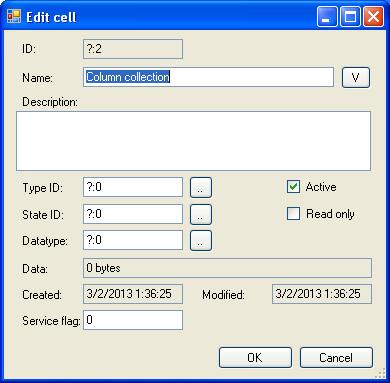 Edit cell
ID: ?:2
Name: Column collection V
Description:
Type ID: ?:0 .. Active
State ID: ?:0 .. Read only
Datatype: ?:0 ..
Data: 0 bytes
Created: 3/2/2013 1:36:25 Modified: 3/2/2013 1:36:25
Service flag: 0
OK Cancel